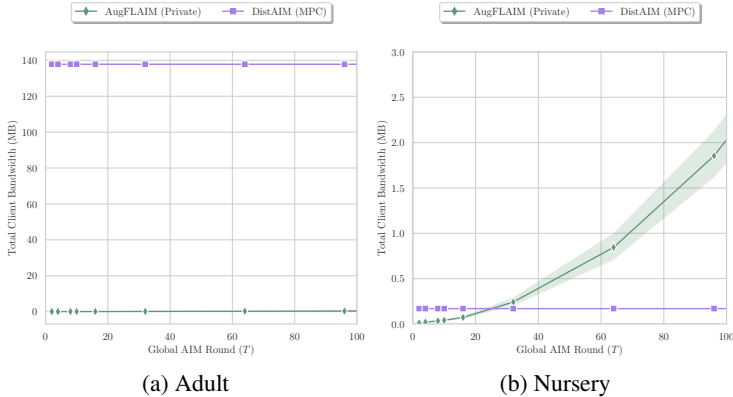 AugFLAIM (Private) DistAIM (MPC)
140
120
100
80
60
40
20
0
Total Client Bandwidth (MB)
0 20 40 60 80 100
Global AIM Round (T)
(a) Adult
AugFLAIM (Private) DistAIM (MPC)
3.0
2.5
2.0
1.5
1.0
0.5
0.0
Total Client Bandwidth (MB)
0 20 40 60 80 100
Global AIM Round (T)
(b) Nursery